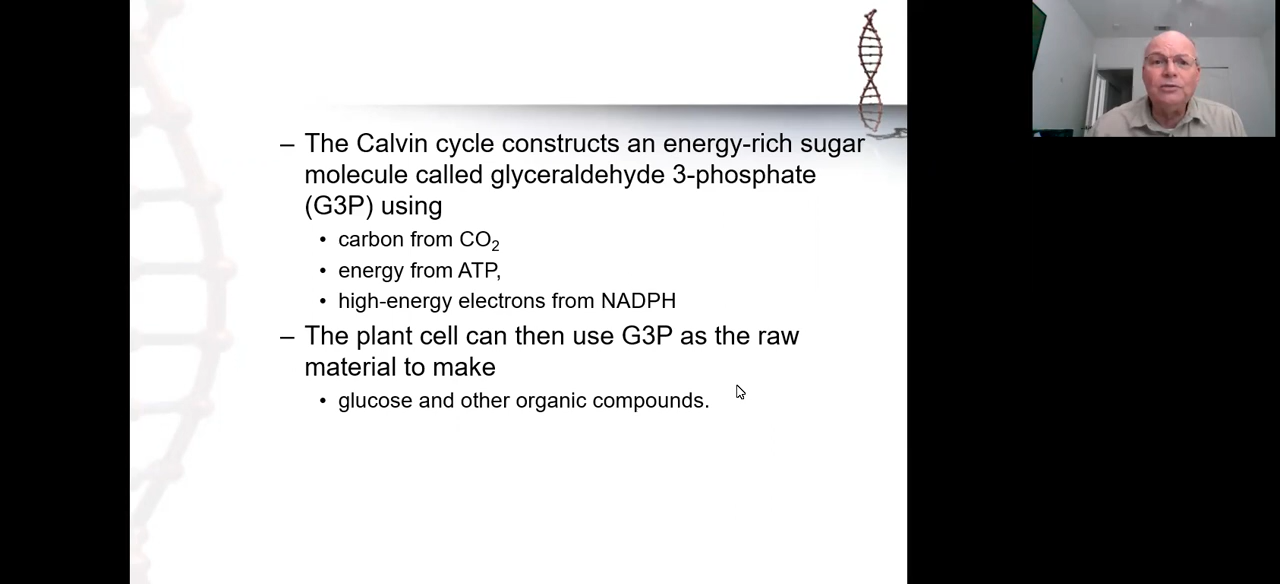 – The Calvin cycle constructs an energy-rich sugar
molecule called glyceraldehyde 3-phosphate
(G3P) using
• carbon from CO₂
• energy from ATP,
• high-energy electrons from NADPH
– The plant cell can then use G3P as the raw
material to make
• glucose and other organic compounds.